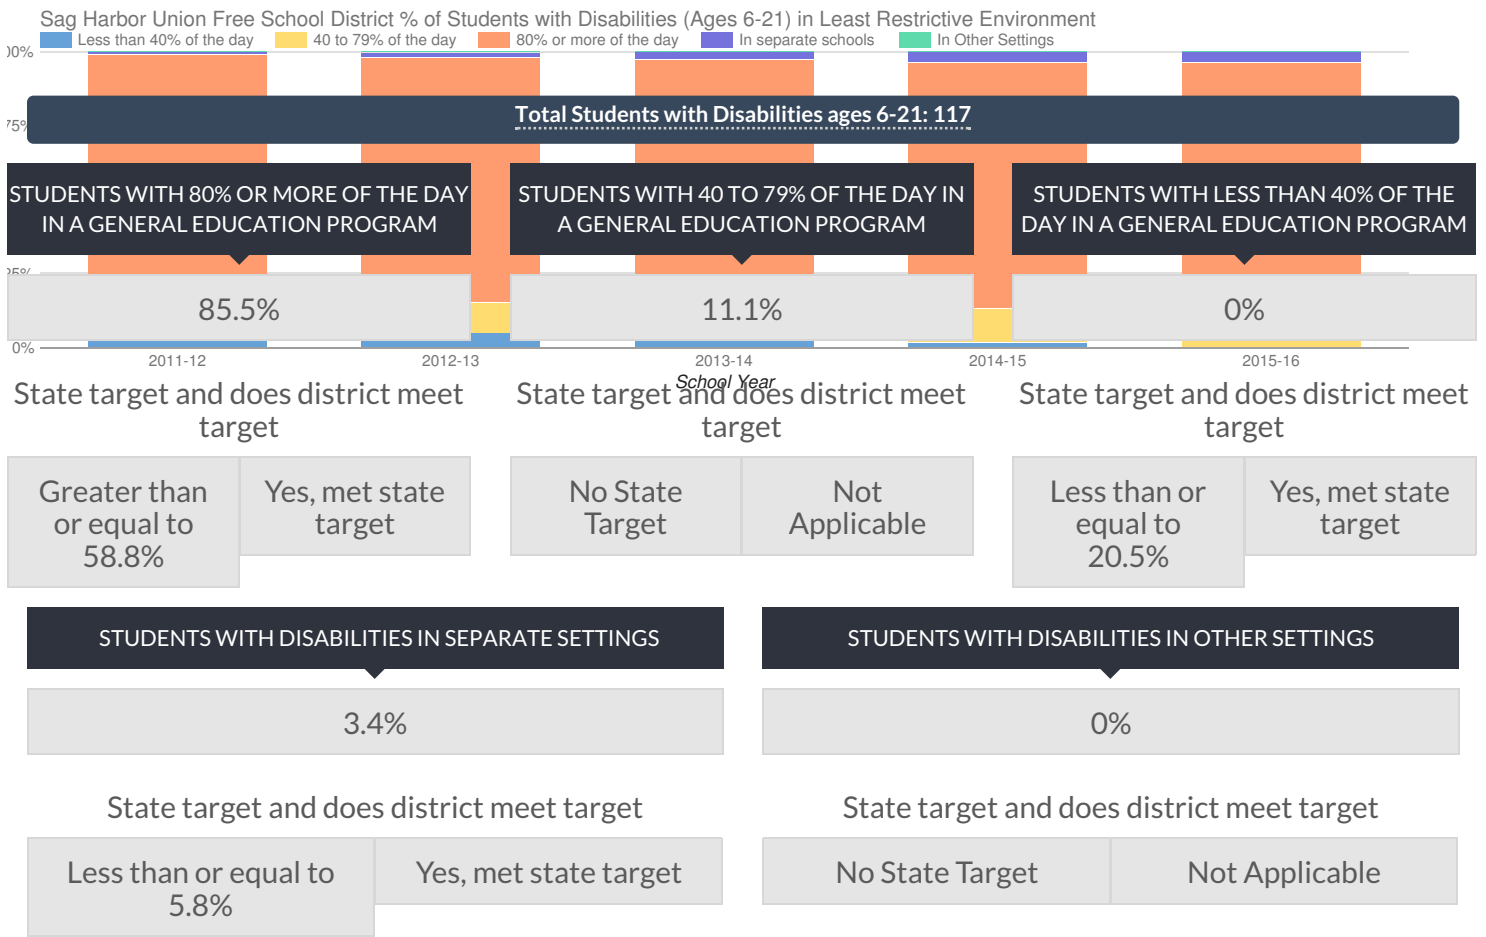 Sag Harbor Union Free School District % of Students with Disabilities (Ages 6-21) in Least Restrictive Environment
Less than 40% of the day 40 to 79% of the day 80% or more of the day In separate schools In Other Settings
00%
Total Students with Disabilities ages 6-21: 117
75%
STUDENTS WITH 80% OR MORE OF THE DAY
IN A GENERAL EDUCATION PROGRAM
STUDENTS WITH 40 TO 79% OF THE DAY IN
A GENERAL EDUCATION PROGRAM
STUDENTS WITH LESS THAN 40% OF THE
DAY IN A GENERAL EDUCATION PROGRAM
25%
85.5%
11.1%
0%
0%
2011-12 2012-13 2013-14 2014-15 2015-16
School Year
State target and does district meet
target
State target and does district meet
target
State target and does district meet
target
Greater than
or equal to
58.8%
Yes, met state
target
No State
Target
Not
Applicable
Less than or
equal to
20.5%
Yes, met state
target
STUDENTS WITH DISABILITIES IN SEPARATE SETTINGS
3.4%
State target and does district meet target
Less than or equal to
5.8%
Yes, met state target
STUDENTS WITH DISABILITIES IN OTHER SETTINGS
0%
State target and does district meet target
No State Target
Not Applicable